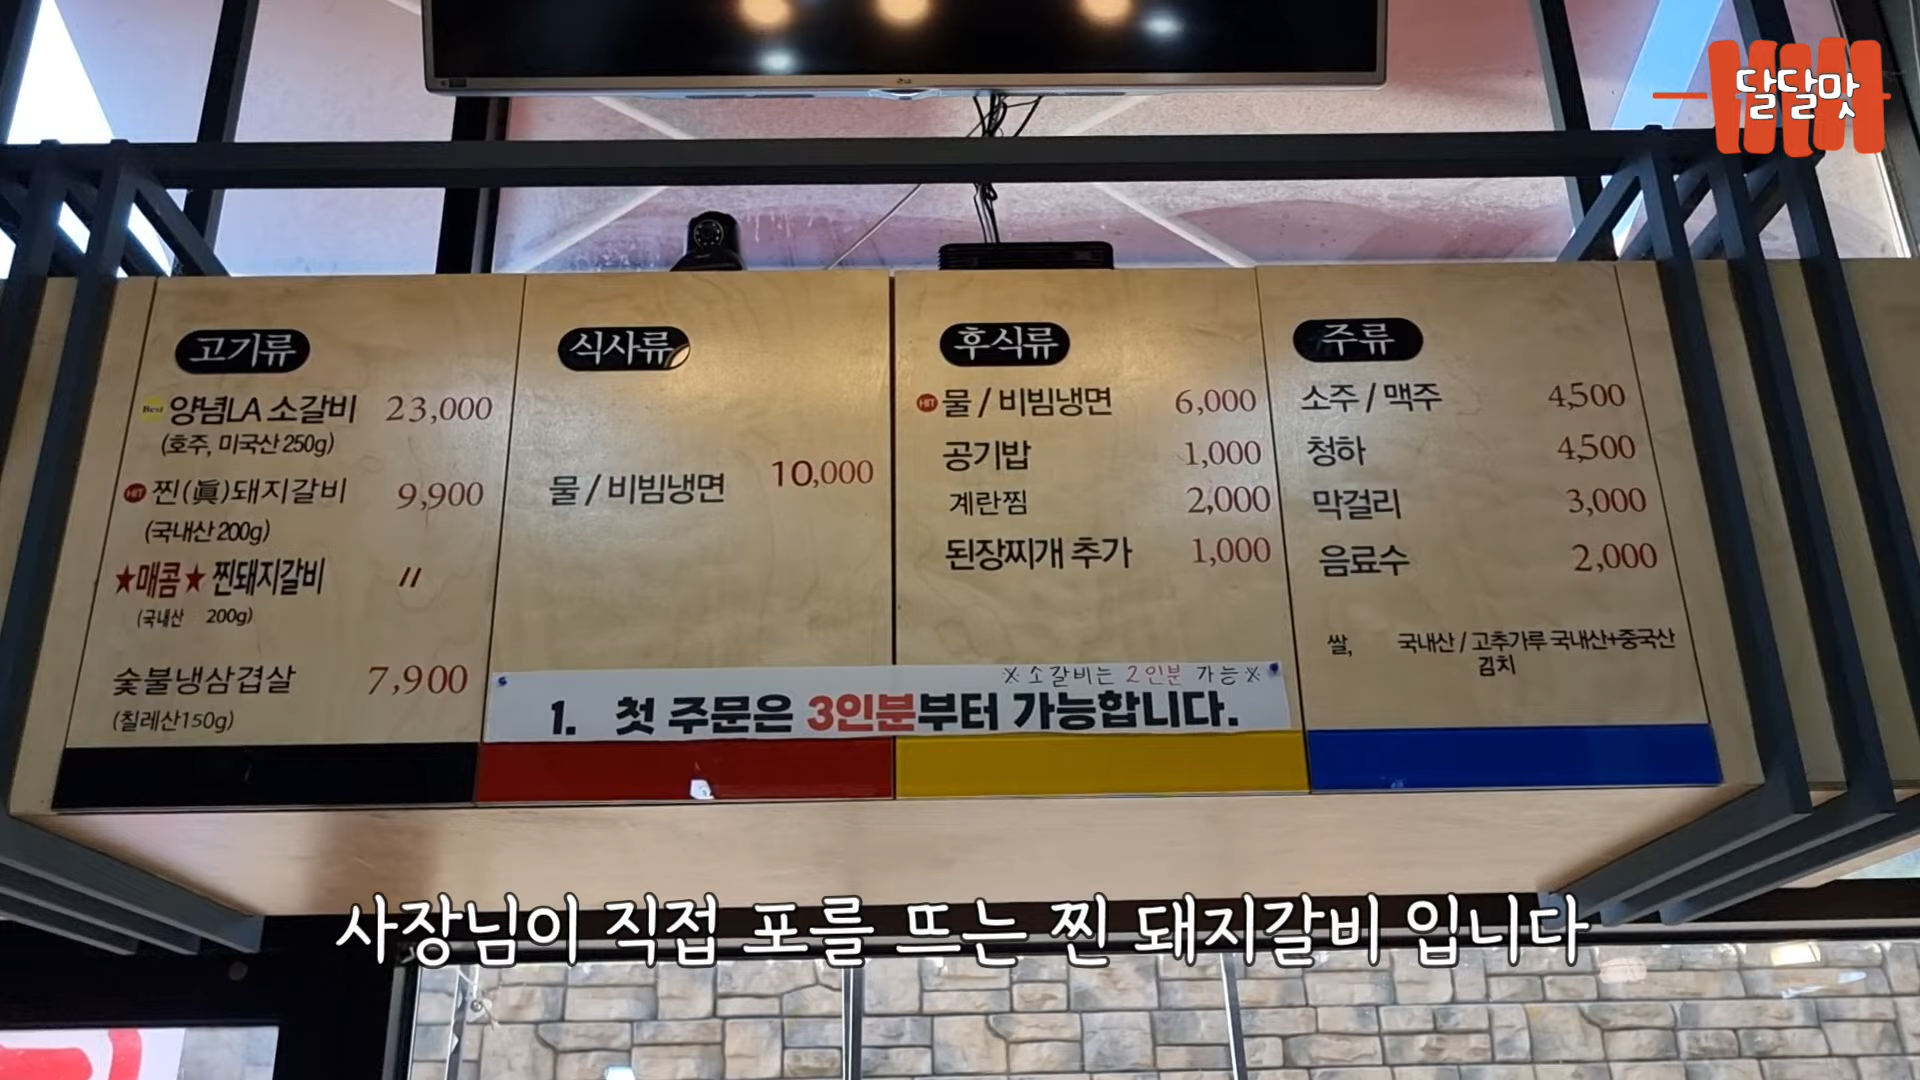 달달맛
고기류
Best 양념LA 소갈비 23,000
(호주, 미국산 250g)
HIT 찐(眞)돼지갈비 9,900
(국내산 200g)
★매콤★ 찐돼지갈비 〃
(국내산 200g)
숯불냉삼겹살 7,900
(칠레산150g)
식사류
물 / 비빔냉면 10,000
후식류
HIT 물 / 비빔냉면 6,000
공기밥 1,000
계란찜 2,000
된장찌개 추가 1,000
주류
소주 / 맥주 4,500
청하 4,500
막걸리 3,000
음료수 2,000
쌀, 국내산 / 고추가루 국내산+중국산
김치
※ 소갈비는 2인분 가능 ※
1. 첫 주문은 3인분부터 가능합니다.
사장님이 직접 포를 뜨는 찐 돼지갈비 입니다